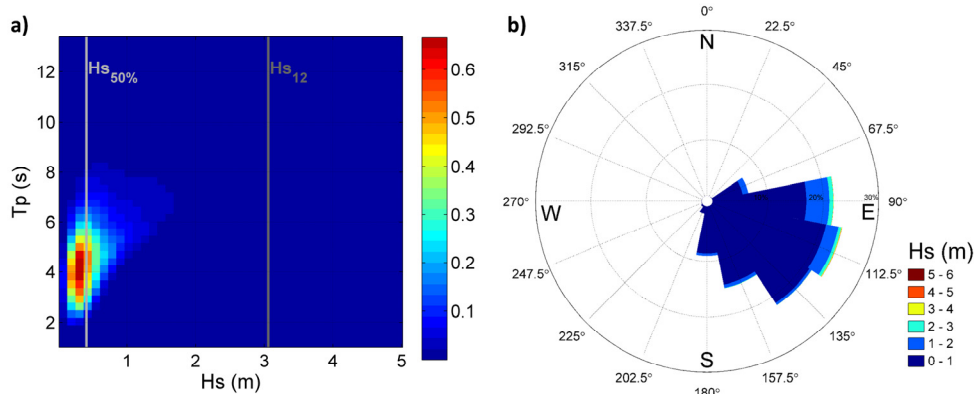 a)
Hs50%
Hs12
12
10
8
6
4
2
Tp (s)
1
2
3
4
5
Hs (m)
0.6
0.5
0.4
0.3
0.2
0.1
b)
0°
22.5°
45°
67.5°
90°
112.5°
135°
157.5°
180°
202.5°
225°
247.5°
270°
292.5°
315°
337.5°
N
W
E
S
20%
30%
Hs (m)
5 - 6
4 - 5
3 - 4
2 - 3
1 - 2
0 - 1